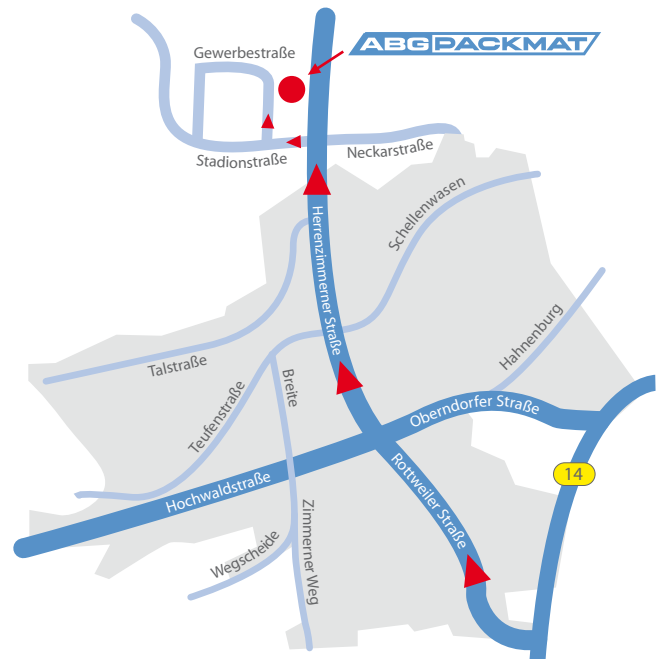 Gewerbestraße
ABG PACKMAT
Stadionstraße
Neckarstraße
Schellenwasen
Herrenzimmerner Straße
Hahnenburg
Talstraße
Breite
Teufenstraße
Oberndorfer Straße
Hochwaldstraße
Rottweiler Straße
14
Zimmerner Weg
Wegscheide